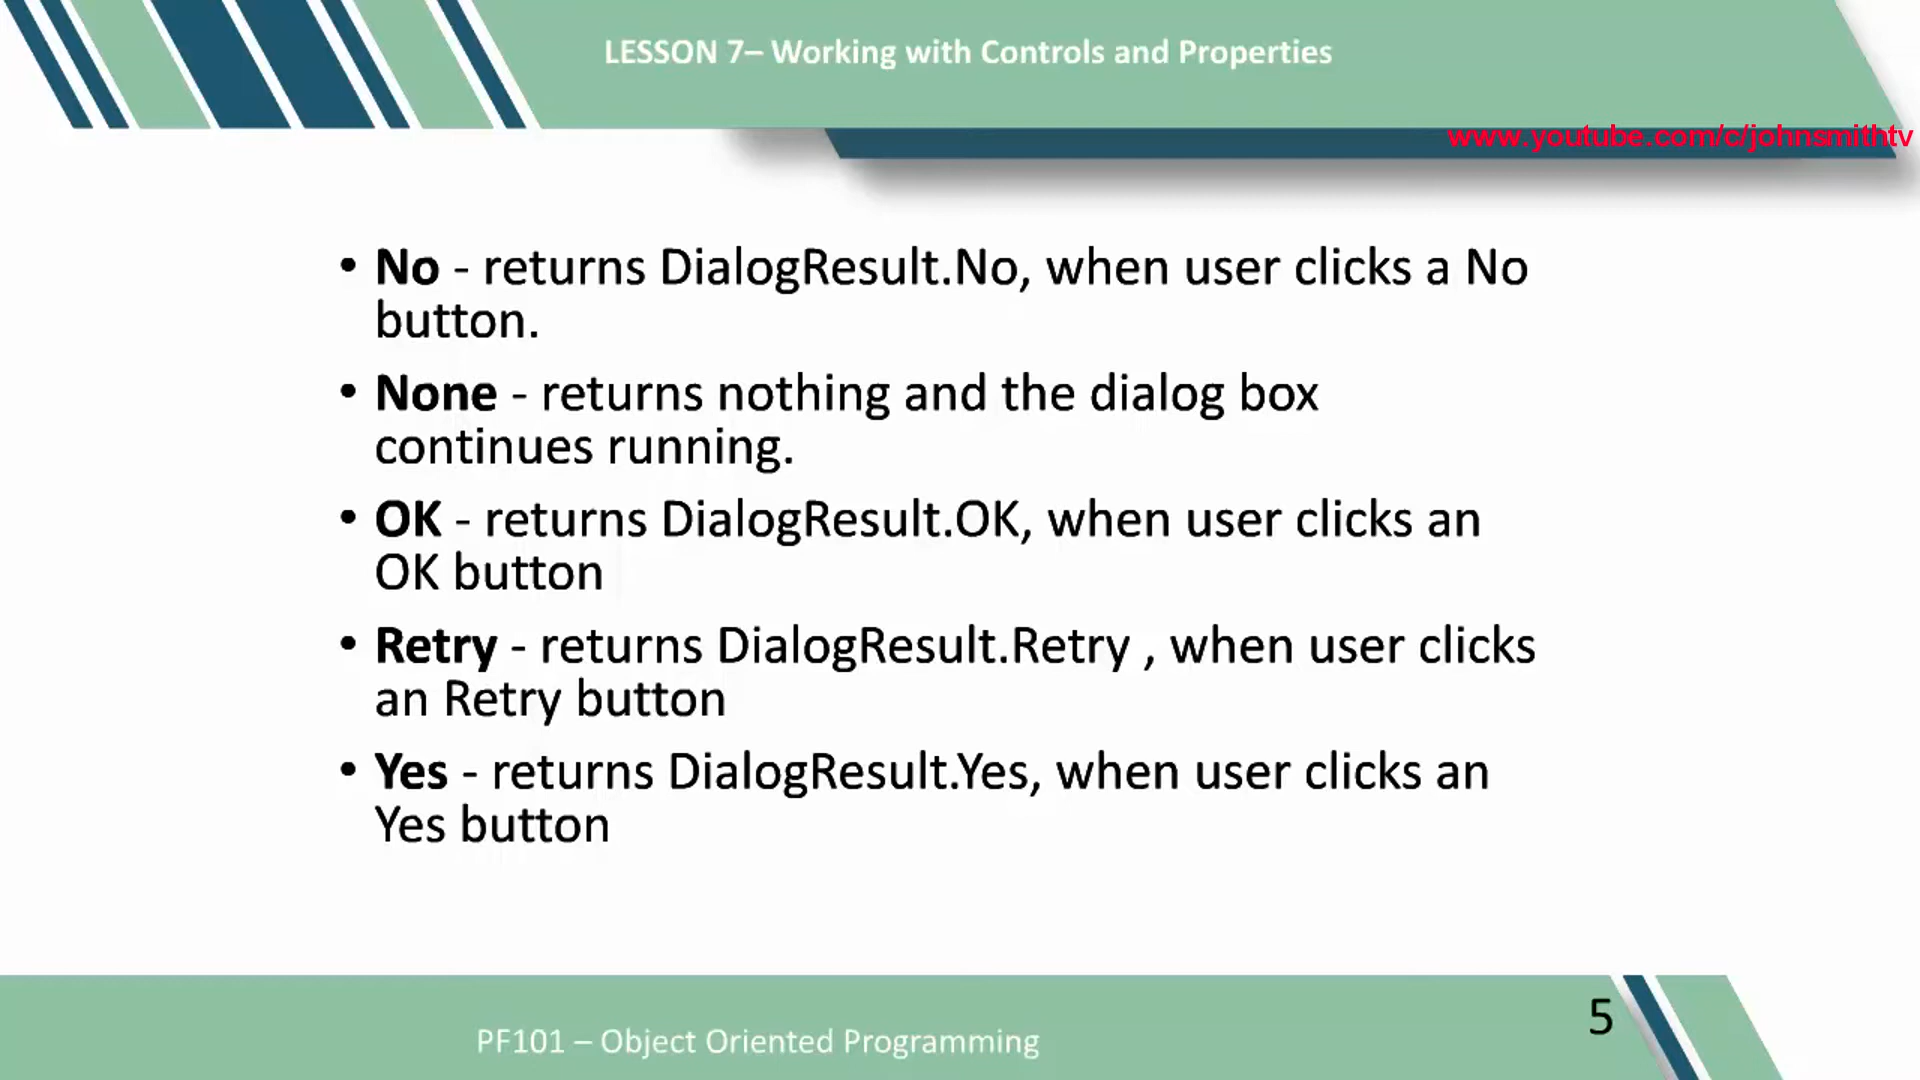 LESSON 7– Working with Controls and Properties
www.youtube.com/c/johnsmithtv
• No - returns DialogResult.No, when user clicks a No
button.
• None - returns nothing and the dialog box
continues running.
• OK - returns DialogResult.OK, when user clicks an
OK button
• Retry - returns DialogResult.Retry , when user clicks
an Retry button
• Yes - returns DialogResult.Yes, when user clicks an
Yes button
5
PF101 – Object Oriented Programming